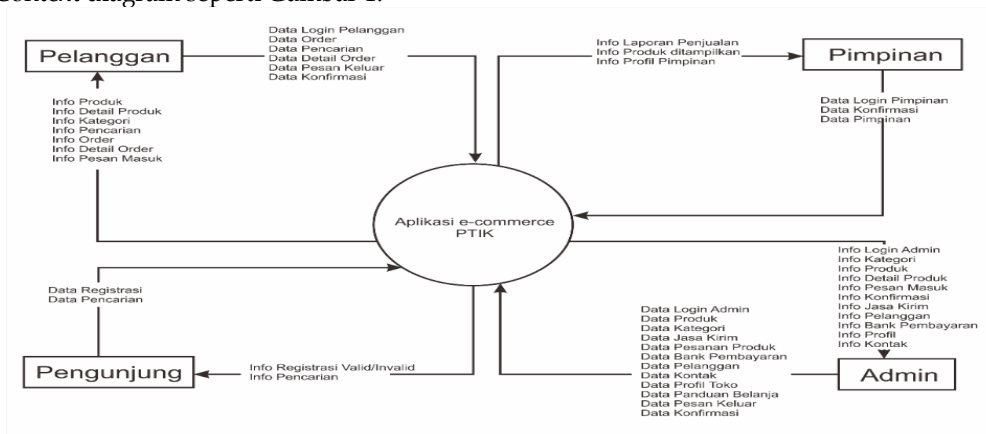 Context diagram seperti Gambar 1.
Pelanggan
Data Login Pelanggan
Data Order
Data Pencarian
Data Detail Order
Data Pesan Keluar
Data Konfirmasi
Info Laporan Penjualan
Info Produk ditampilkan
Info Profil Pimpinan
Pimpinan
Info Produk
Info Detail Produk
Info Kategori
Info Pencarian
Info Order
Info Detail Order
Info Pesan Masuk
Data Login Pimpinan
Data Konfirmasi
Data Pimpinan
Aplikasi e-commerce
PTIK
Data Registrasi
Data Pencarian
Info Login Admin
Info Kategori
Info Produk
Info Detail Produk
Info Pesan Masuk
Info Konfirmasi
Info Jasa Kirim
Info Pelanggan
Info Bank Pembayaran
Info Profil
Info Kontak
Data Login Admin
Data Produk
Data Kategori
Data Jasa Kirim
Data Pesanan Produk
Data Bank Pembayaran
Data Pelanggan
Data Kontak
Data Profil Toko
Data Panduan Belanja
Data Pesan Keluar
Data Konfirmasi
Pengunjung
Info Registrasi Valid/Invalid
Info Pencarian
Admin